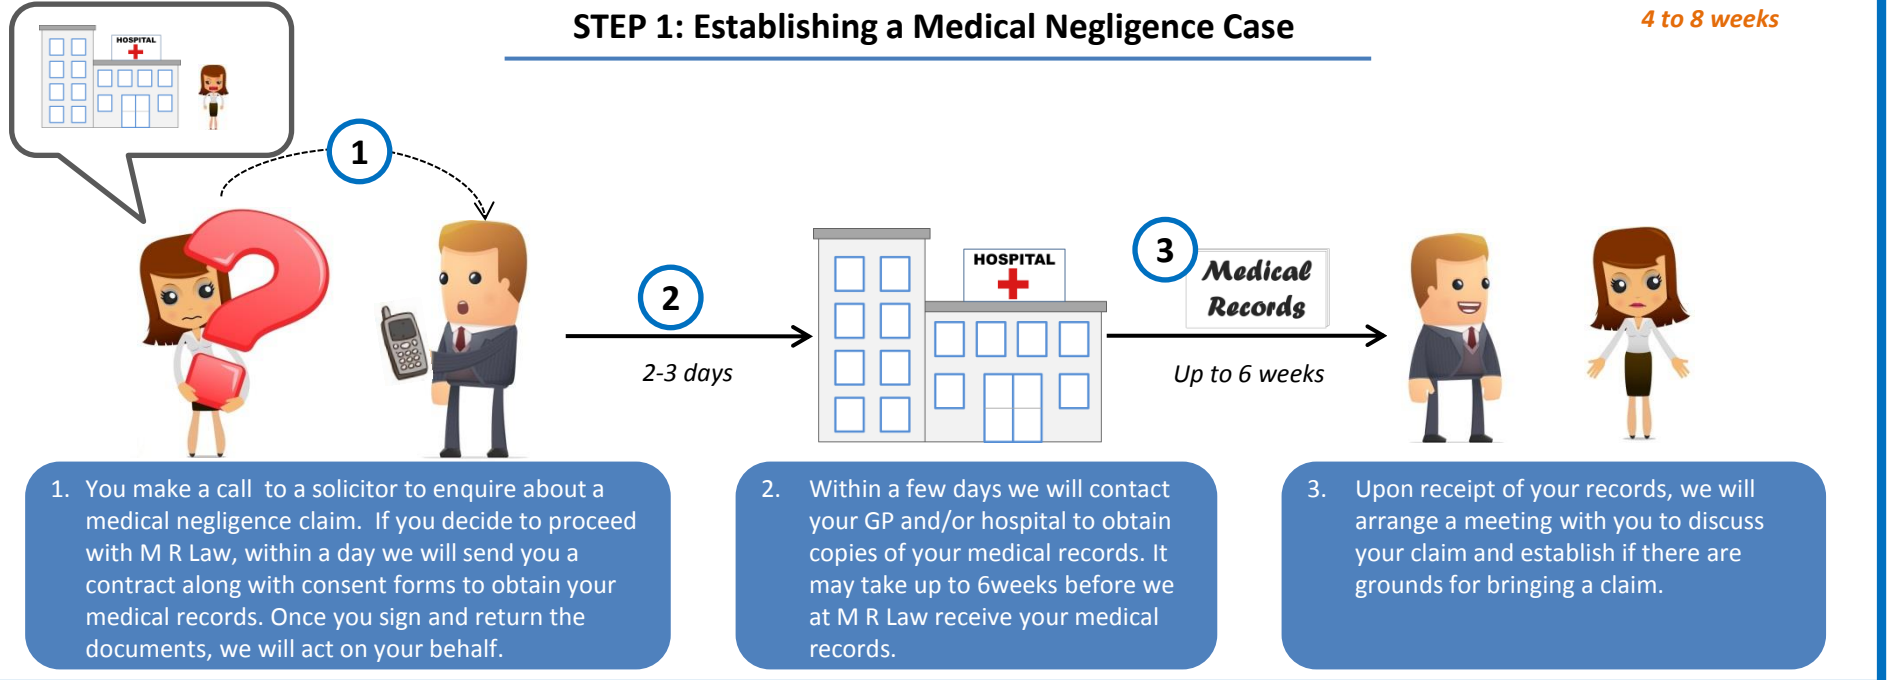 HOSPITAL
STEP 1: Establishing a Medical Negligence Case
4 to 8 weeks
1
2
2-3 days
HOSPITAL
3
Medical
Records
Up to 6 weeks
1. You make a call  to a solicitor to enquire about a
medical negligence claim.  If you decide to proceed
with M R Law, within a day we will send you a
contract along with consent forms to obtain your
medical records. Once you sign and return the
documents, we will act on your behalf.
2. Within a few days we will contact
your GP and/or hospital to obtain
copies of your medical records. It
may take up to 6weeks before we
at M R Law receive your medical
records.
3. Upon receipt of your records, we will
arrange a meeting with you to discuss
your claim and establish if there are
grounds for bringing a claim.